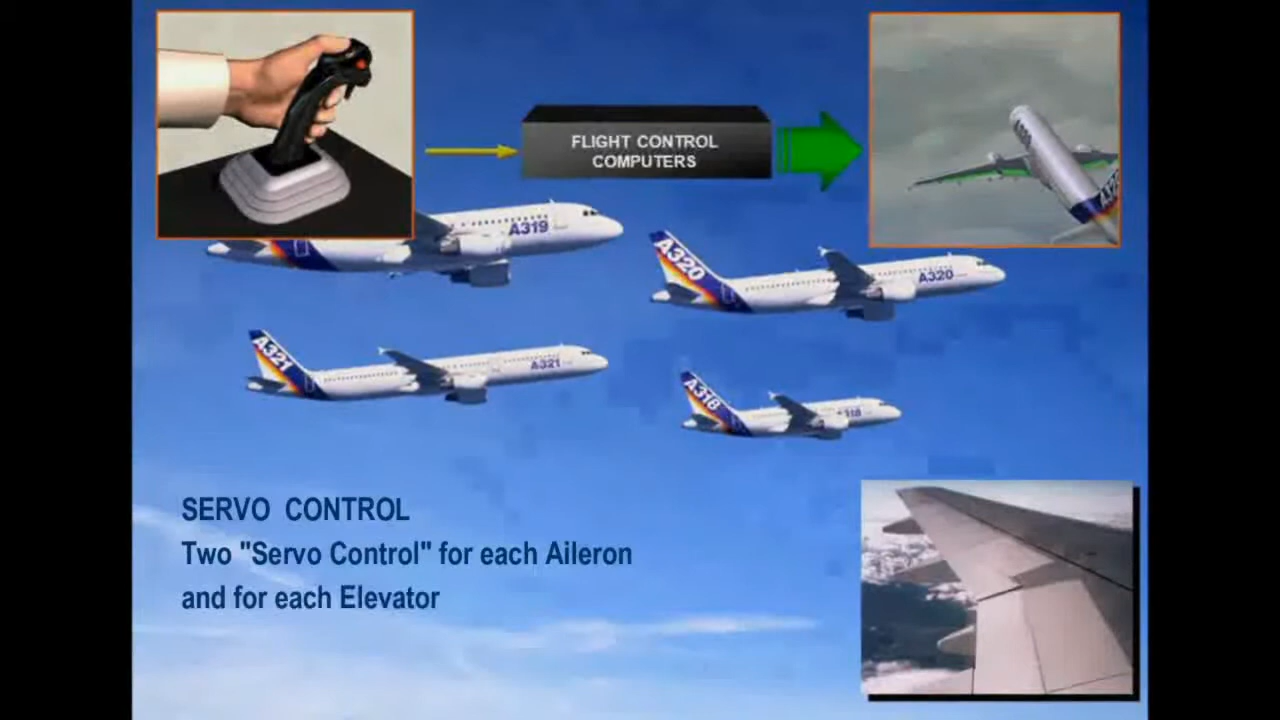 FLIGHT CONTROL
COMPUTERS
A319
A320
A320
A321
A321
A318
318
SERVO  CONTROL
Two "Servo Control" for each Aileron
and for each Elevator